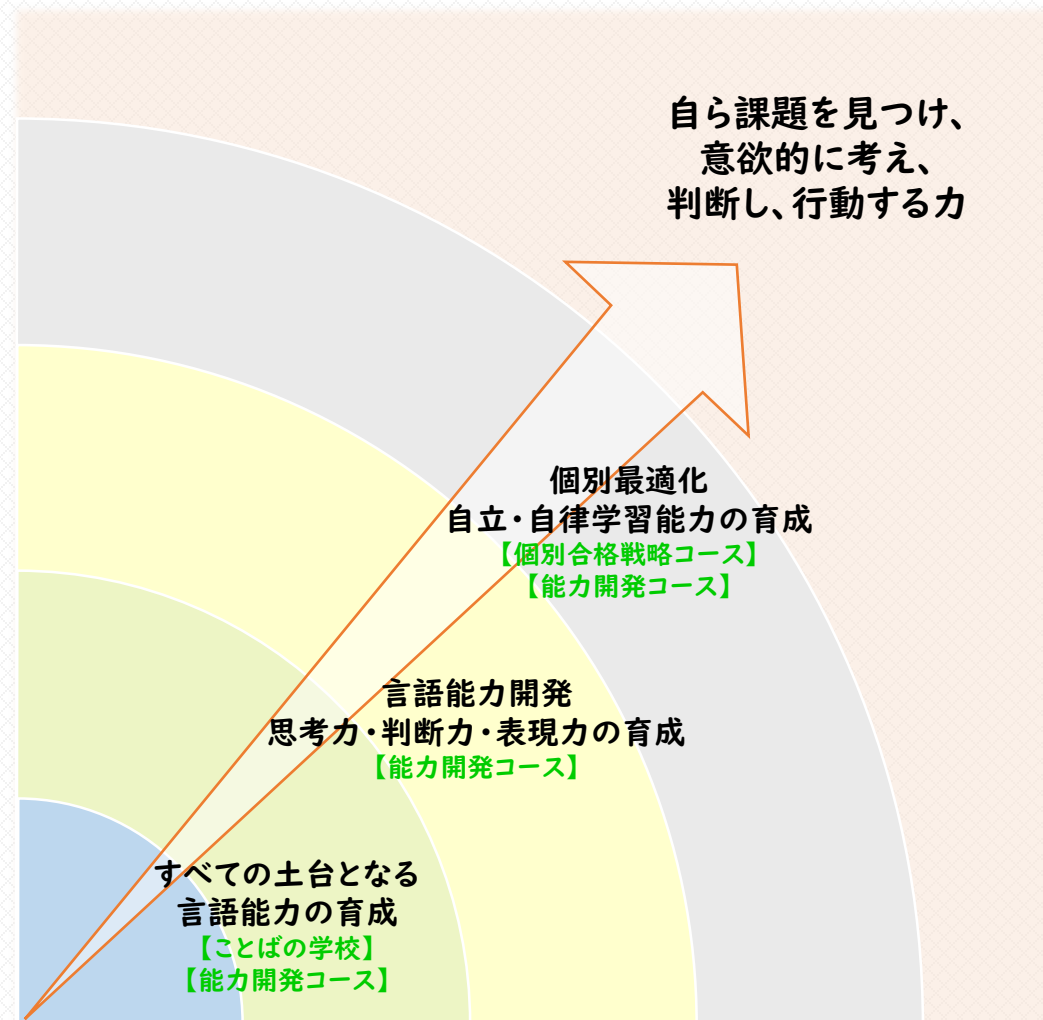 自ら課題を見つけ、
意欲的に考え、
判断し、行動する力
個別最適化
自立・自律学習能力の育成
【個別合格戦略コース】
【能力開発コース】
言語能力開発
思考力・判断力・表現力の育成
【能力開発コース】
すべての土台となる
言語能力の育成
【ことばの学校】
【能力開発コース】